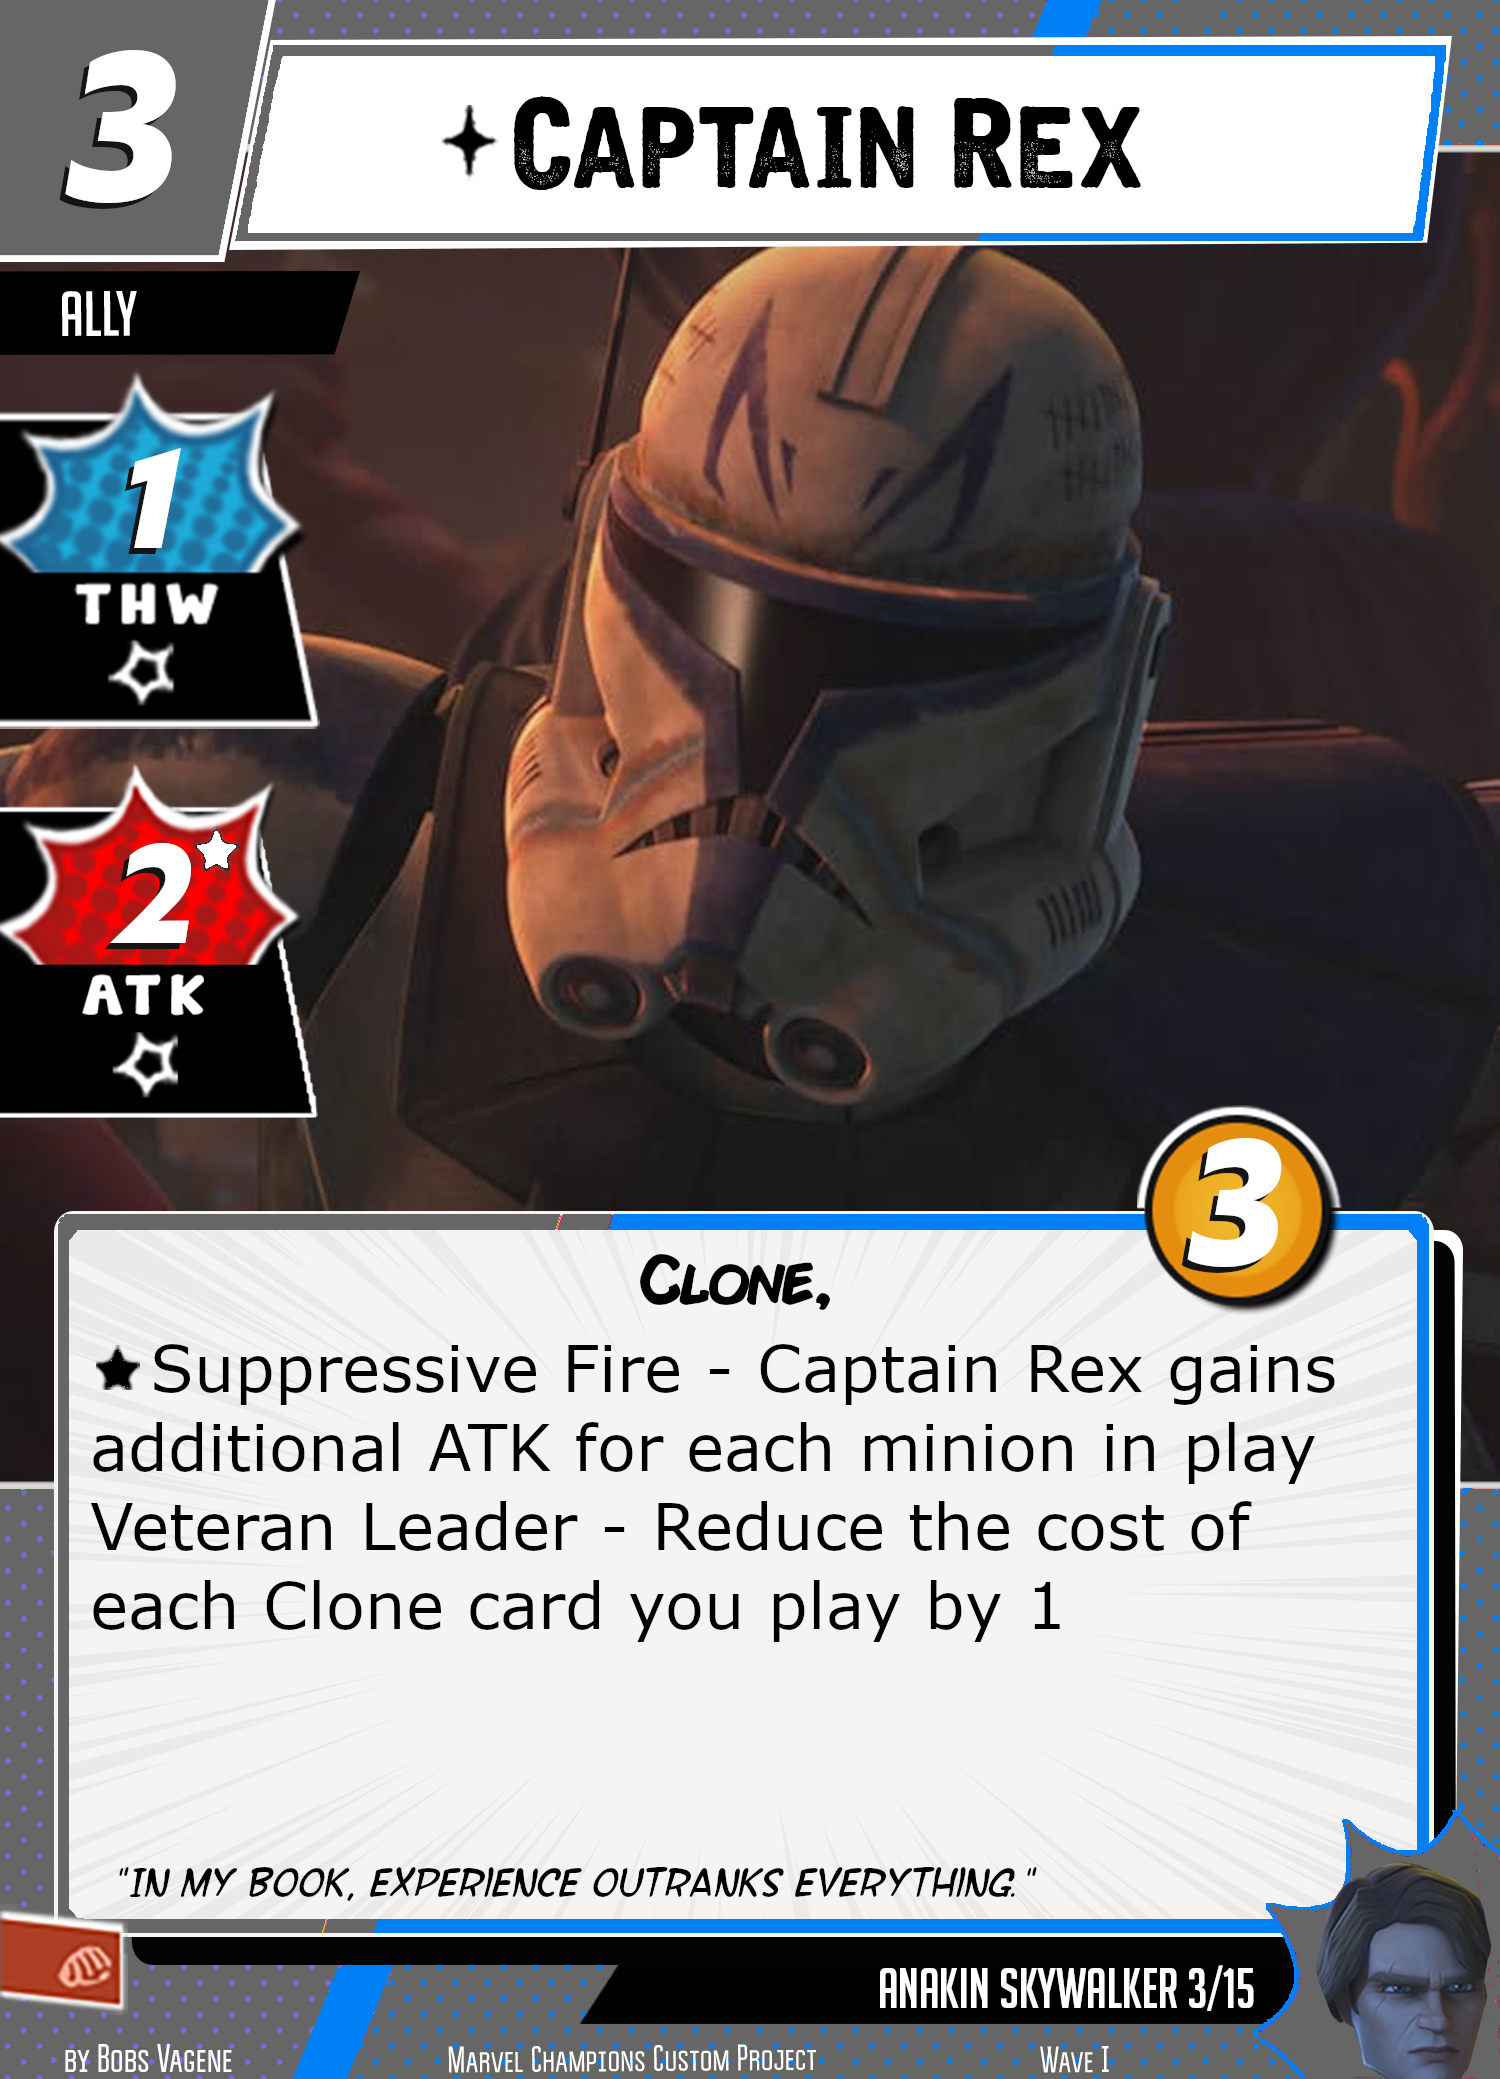 3
CAPTAIN REX
ALLY
1
THW
2
ATK
3
CLONE,
Suppressive Fire - Captain Rex gains
additional ATK for each minion in play
Veteran Leader - Reduce the cost of
each Clone card you play by 1
"IN MY BOOK, EXPERIENCE OUTRANKS EVERYTHING."
ANAKIN SKYWALKER 3/15
BY BOBS VAGENE MARVEL CHAMPIONS CUSTOM PROJECT WAVE I